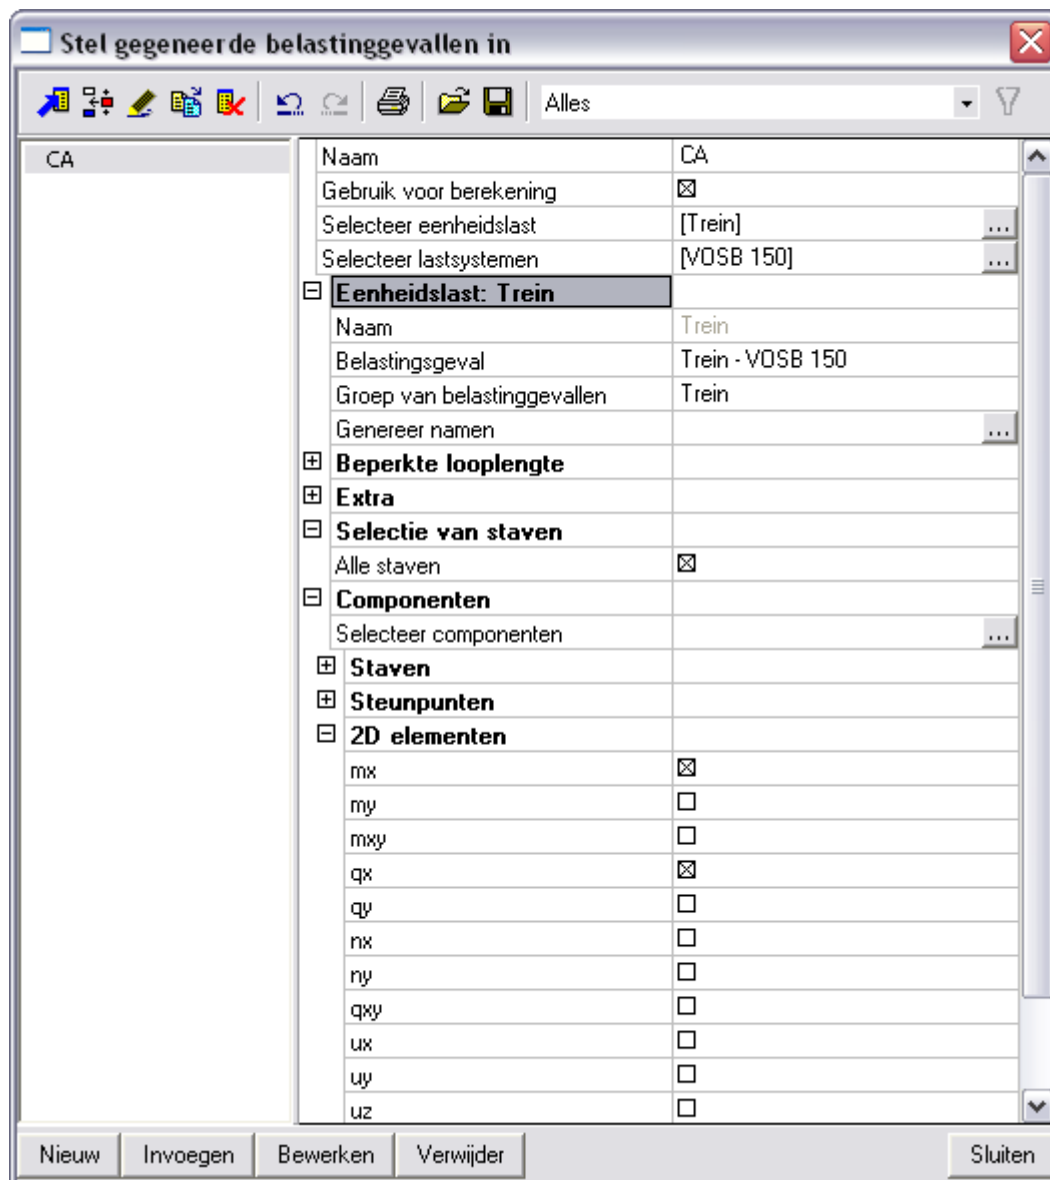 Stel gegeneerde belastinggevallen in
Alles
CA
Naam CA
Gebruik voor berekening
Selecteer eenheidslast [Trein] ...
Selecteer lastsystemen [VOSB 150] ...
Eenheidslast: Trein
Naam Trein
Belastingsgeval Trein - VOSB 150
Groep van belastinggevallen Trein
Genereer namen ...
Beperkte looplengte
Extra
Selectie van staven
Alle staven
Componenten
Selecteer componenten ...
Staven
Steunpunten
2D elementen
mx
my
mxy
qx
qy
nx
ny
qxy
ux
uy
uz
Nieuw Invoegen Bewerken Verwijder Sluiten